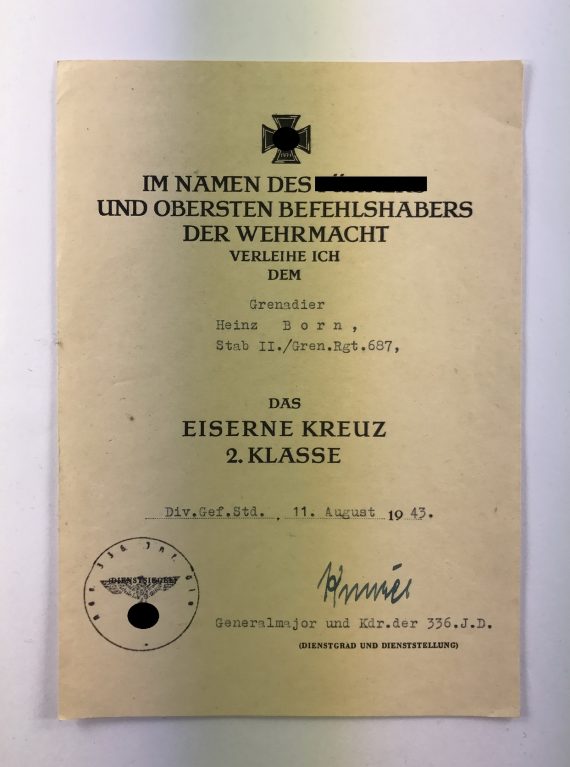 IM NAMEN DES
UND OBERSTEN BEFEHLSHABERS
DER WEHRMACHT
VERLEIHE ICH
DEM
Grenadier
Heinz Born,
Stab II./Gren.Rgt.687,
DAS
EISERNE KREUZ
2. KLASSE
Div.Gef.Std. , 11. August 1943.
(DIENSTSIEGEL)
Generalmajor und Kdr.der 336.J.D.
(DIENSTGRAD UND DIENSTSTELLUNG)